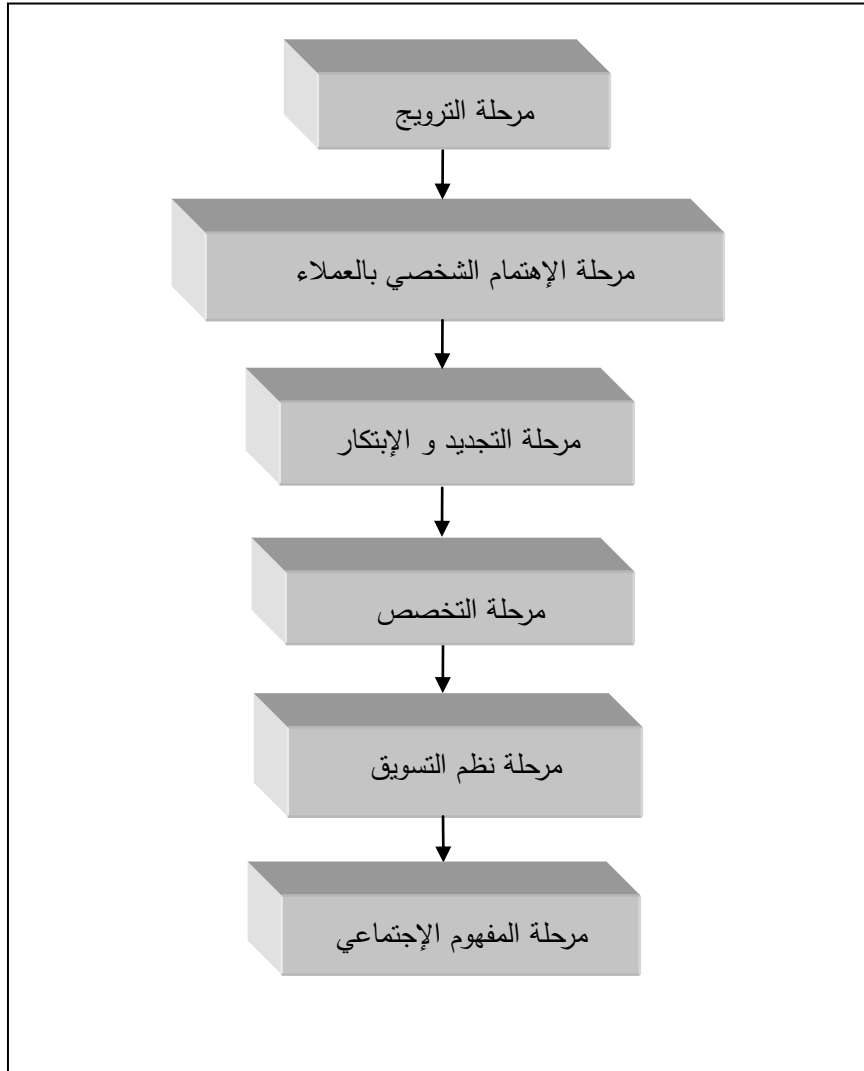 مرحلة الترويج
مرحلة الإهتمام الشخصي بالعملاء
مرحلة التجديد و الإبتكار
مرحلة التخصص
مرحلة نظم التسويق
مرحلة المفهوم الإجتماعي